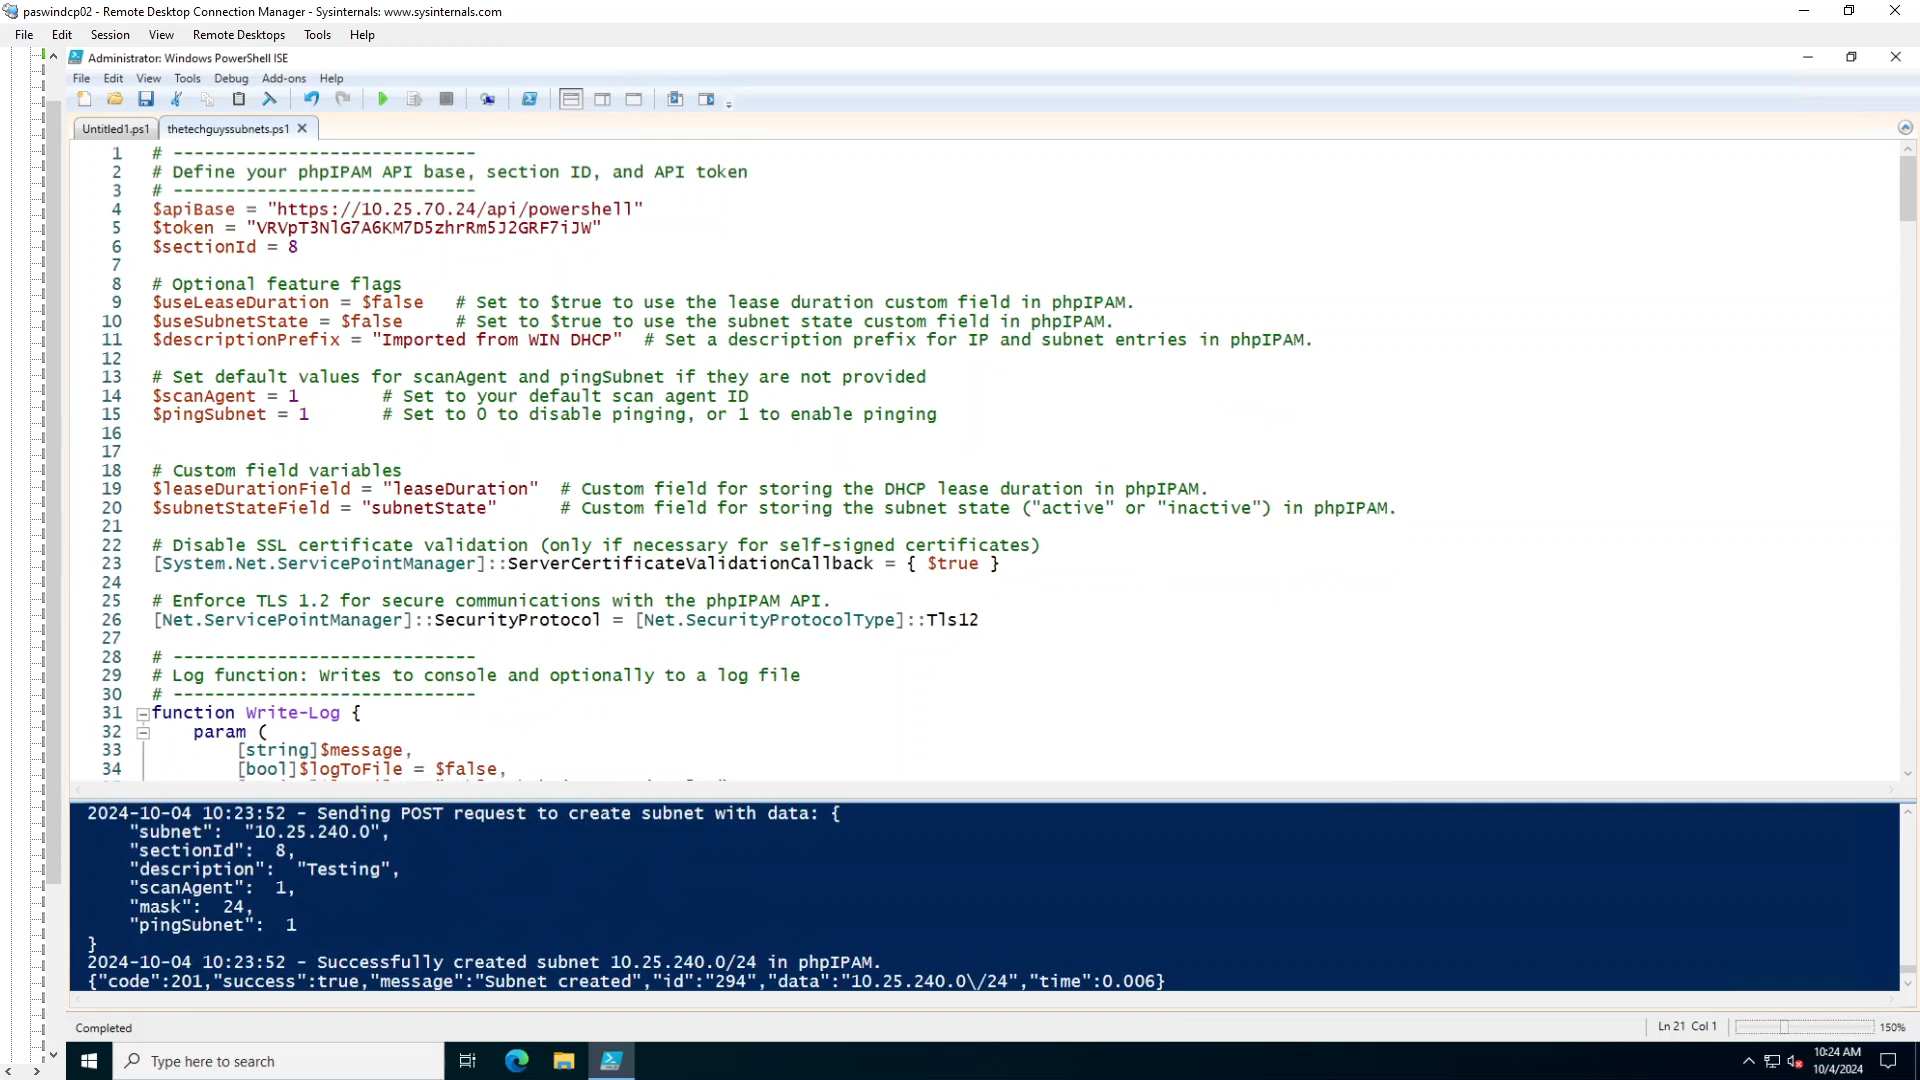 paswindcp02 - Remote Desktop Connection Manager - Sysinternals: www.sysinternals.com
File Edit Session View Remote Desktops Tools Help
Administrator: Windows PowerShell ISE
File Edit View Tools Debug Add-ons Help
Untitled1.ps1 thetechguyssubnets.ps1
1 # -----------------------------
2 # Define your phpIPAM API base, section ID, and API token
3 # -----------------------------
4 $apiBase = "https://10.25.70.24/api/powershell"
5 $token = "VRVpT3NlG7A6KM7D5zhrRm5J2GRF7iJW"
6 $sectionId = 8
7
8 # Optional feature flags
9 $useLeaseDuration = $false # Set to $true to use the lease duration custom field in phpIPAM.
10 $useSubnetState = $false # Set to $true to use the subnet state custom field in phpIPAM.
11 $descriptionPrefix = "Imported from WIN DHCP" # Set a description prefix for IP and subnet entries in phpIPAM.
12
13 # Set default values for scanAgent and pingSubnet if they are not provided
14 $scanAgent = 1 # Set to your default scan agent ID
15 $pingSubnet = 1 # Set to 0 to disable pinging, or 1 to enable pinging
16
17
18 # Custom field variables
19 $leaseDurationField = "leaseDuration" # Custom field for storing the DHCP lease duration in phpIPAM.
20 $subnetStateField = "subnetState" # Custom field for storing the subnet state ("active" or "inactive") in phpIPAM.
21
22 # Disable SSL certificate validation (only if necessary for self-signed certificates)
23 [System.Net.ServicePointManager]::ServerCertificateValidationCallback = { $true }
24
25 # Enforce TLS 1.2 for secure communications with the phpIPAM API.
26 [Net.ServicePointManager]::SecurityProtocol = [Net.SecurityProtocolType]::Tls12
27
28 # -----------------------------
29 # Log function: Writes to console and optionally to a log file
30 # -----------------------------
31 function Write-Log {
32 param (
33 [string]$message,
34 [bool]$logToFile = $false,
2024-10-04 10:23:52 - Sending POST request to create subnet with data: {
"subnet": "10.25.240.0",
"sectionId": 8,
"description": "Testing",
"scanAgent": 1,
"mask": 24,
"pingSubnet": 1
}
2024-10-04 10:23:52 - Successfully created subnet 10.25.240.0/24 in phpIPAM.
{"code":201,"success":true,"message":"Subnet created","id":"294","data":"10.25.240.0\/24","time":0.006}
Completed Ln 21 Col 1 150%
Type here to search
10:24 AM
10/4/2024